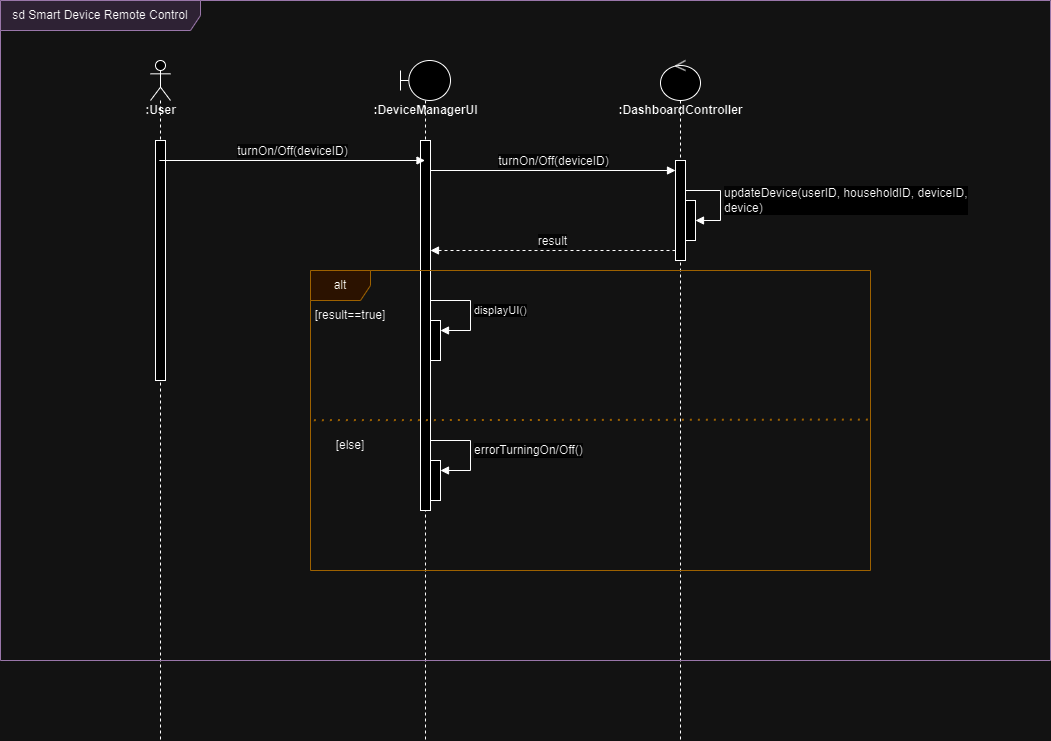 sd Smart Device Remote Control
:User
:DeviceManagerUI
:DashboardController
turnOn/Off(deviceID)
turnOn/Off(deviceID)
updateDevice(userID, householdID, deviceID,
device)
result
alt
[result==true]
displayUI()
[else]
errorTurningOn/Off()